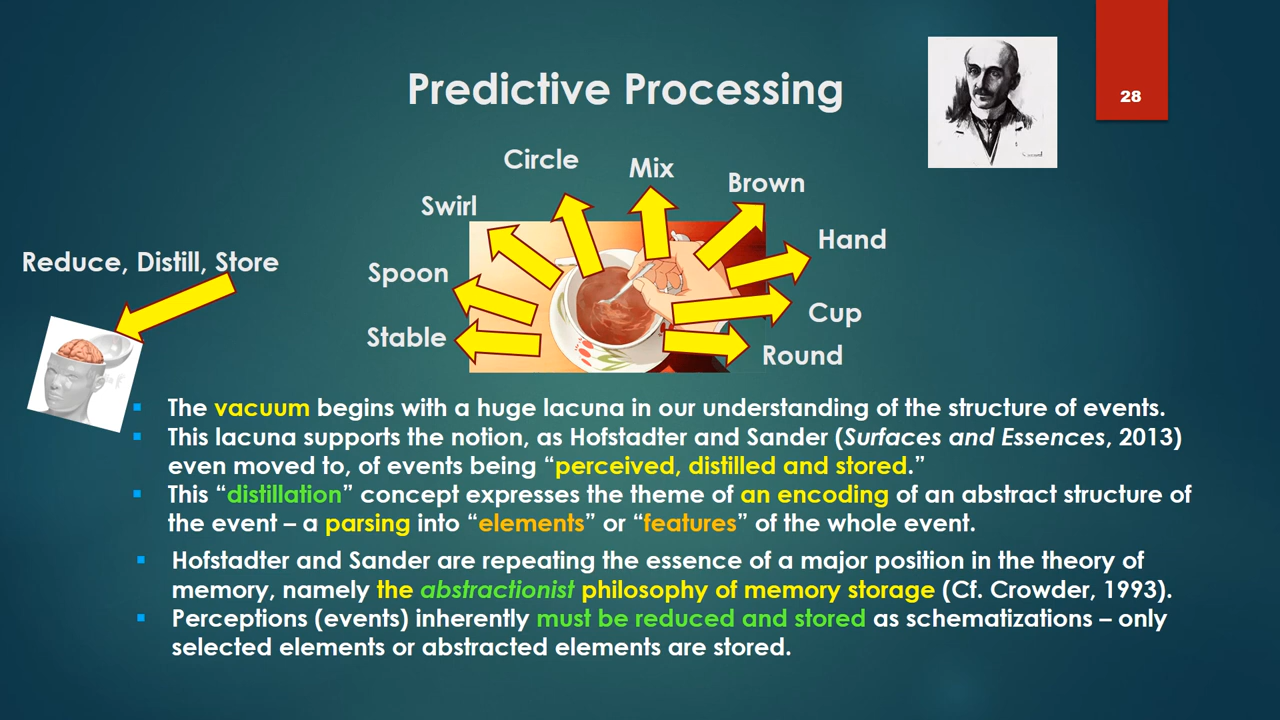 Predictive Processing
28
Circle
Mix
Brown
Swirl
Hand
Reduce, Distill, Store
Spoon
Cup
Stable
Round
▪ The vacuum begins with a huge lacuna in our understanding of the structure of events.
▪ This lacuna supports the notion, as Hofstadter and Sander (Surfaces and Essences, 2013)
even moved to, of events being “perceived, distilled and stored.”
▪ This “distillation” concept expresses the theme of an encoding of an abstract structure of
the event – a parsing into “elements” or “features” of the whole event.
▪ Hofstadter and Sander are repeating the essence of a major position in the theory of
memory, namely the abstractionist philosophy of memory storage (Cf. Crowder, 1993).
▪ Perceptions (events) inherently must be reduced and stored as schematizations – only
selected elements or abstracted elements are stored.